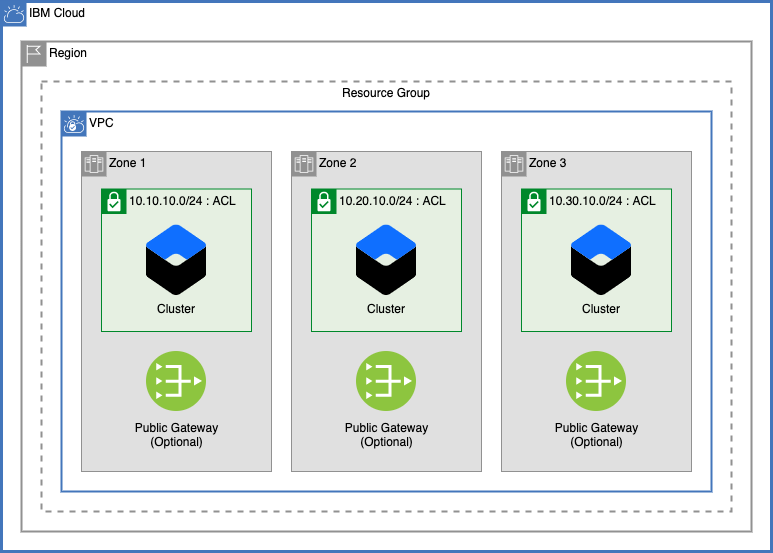 IBM Cloud
Region
Resource Group
VPC
Zone 1
10.10.10.0/24 : ACL
Cluster
Public Gateway
(Optional)
Zone 2
10.20.10.0/24 : ACL
Cluster
Public Gateway
(Optional)
Zone 3
10.30.10.0/24 : ACL
Cluster
Public Gateway
(Optional)